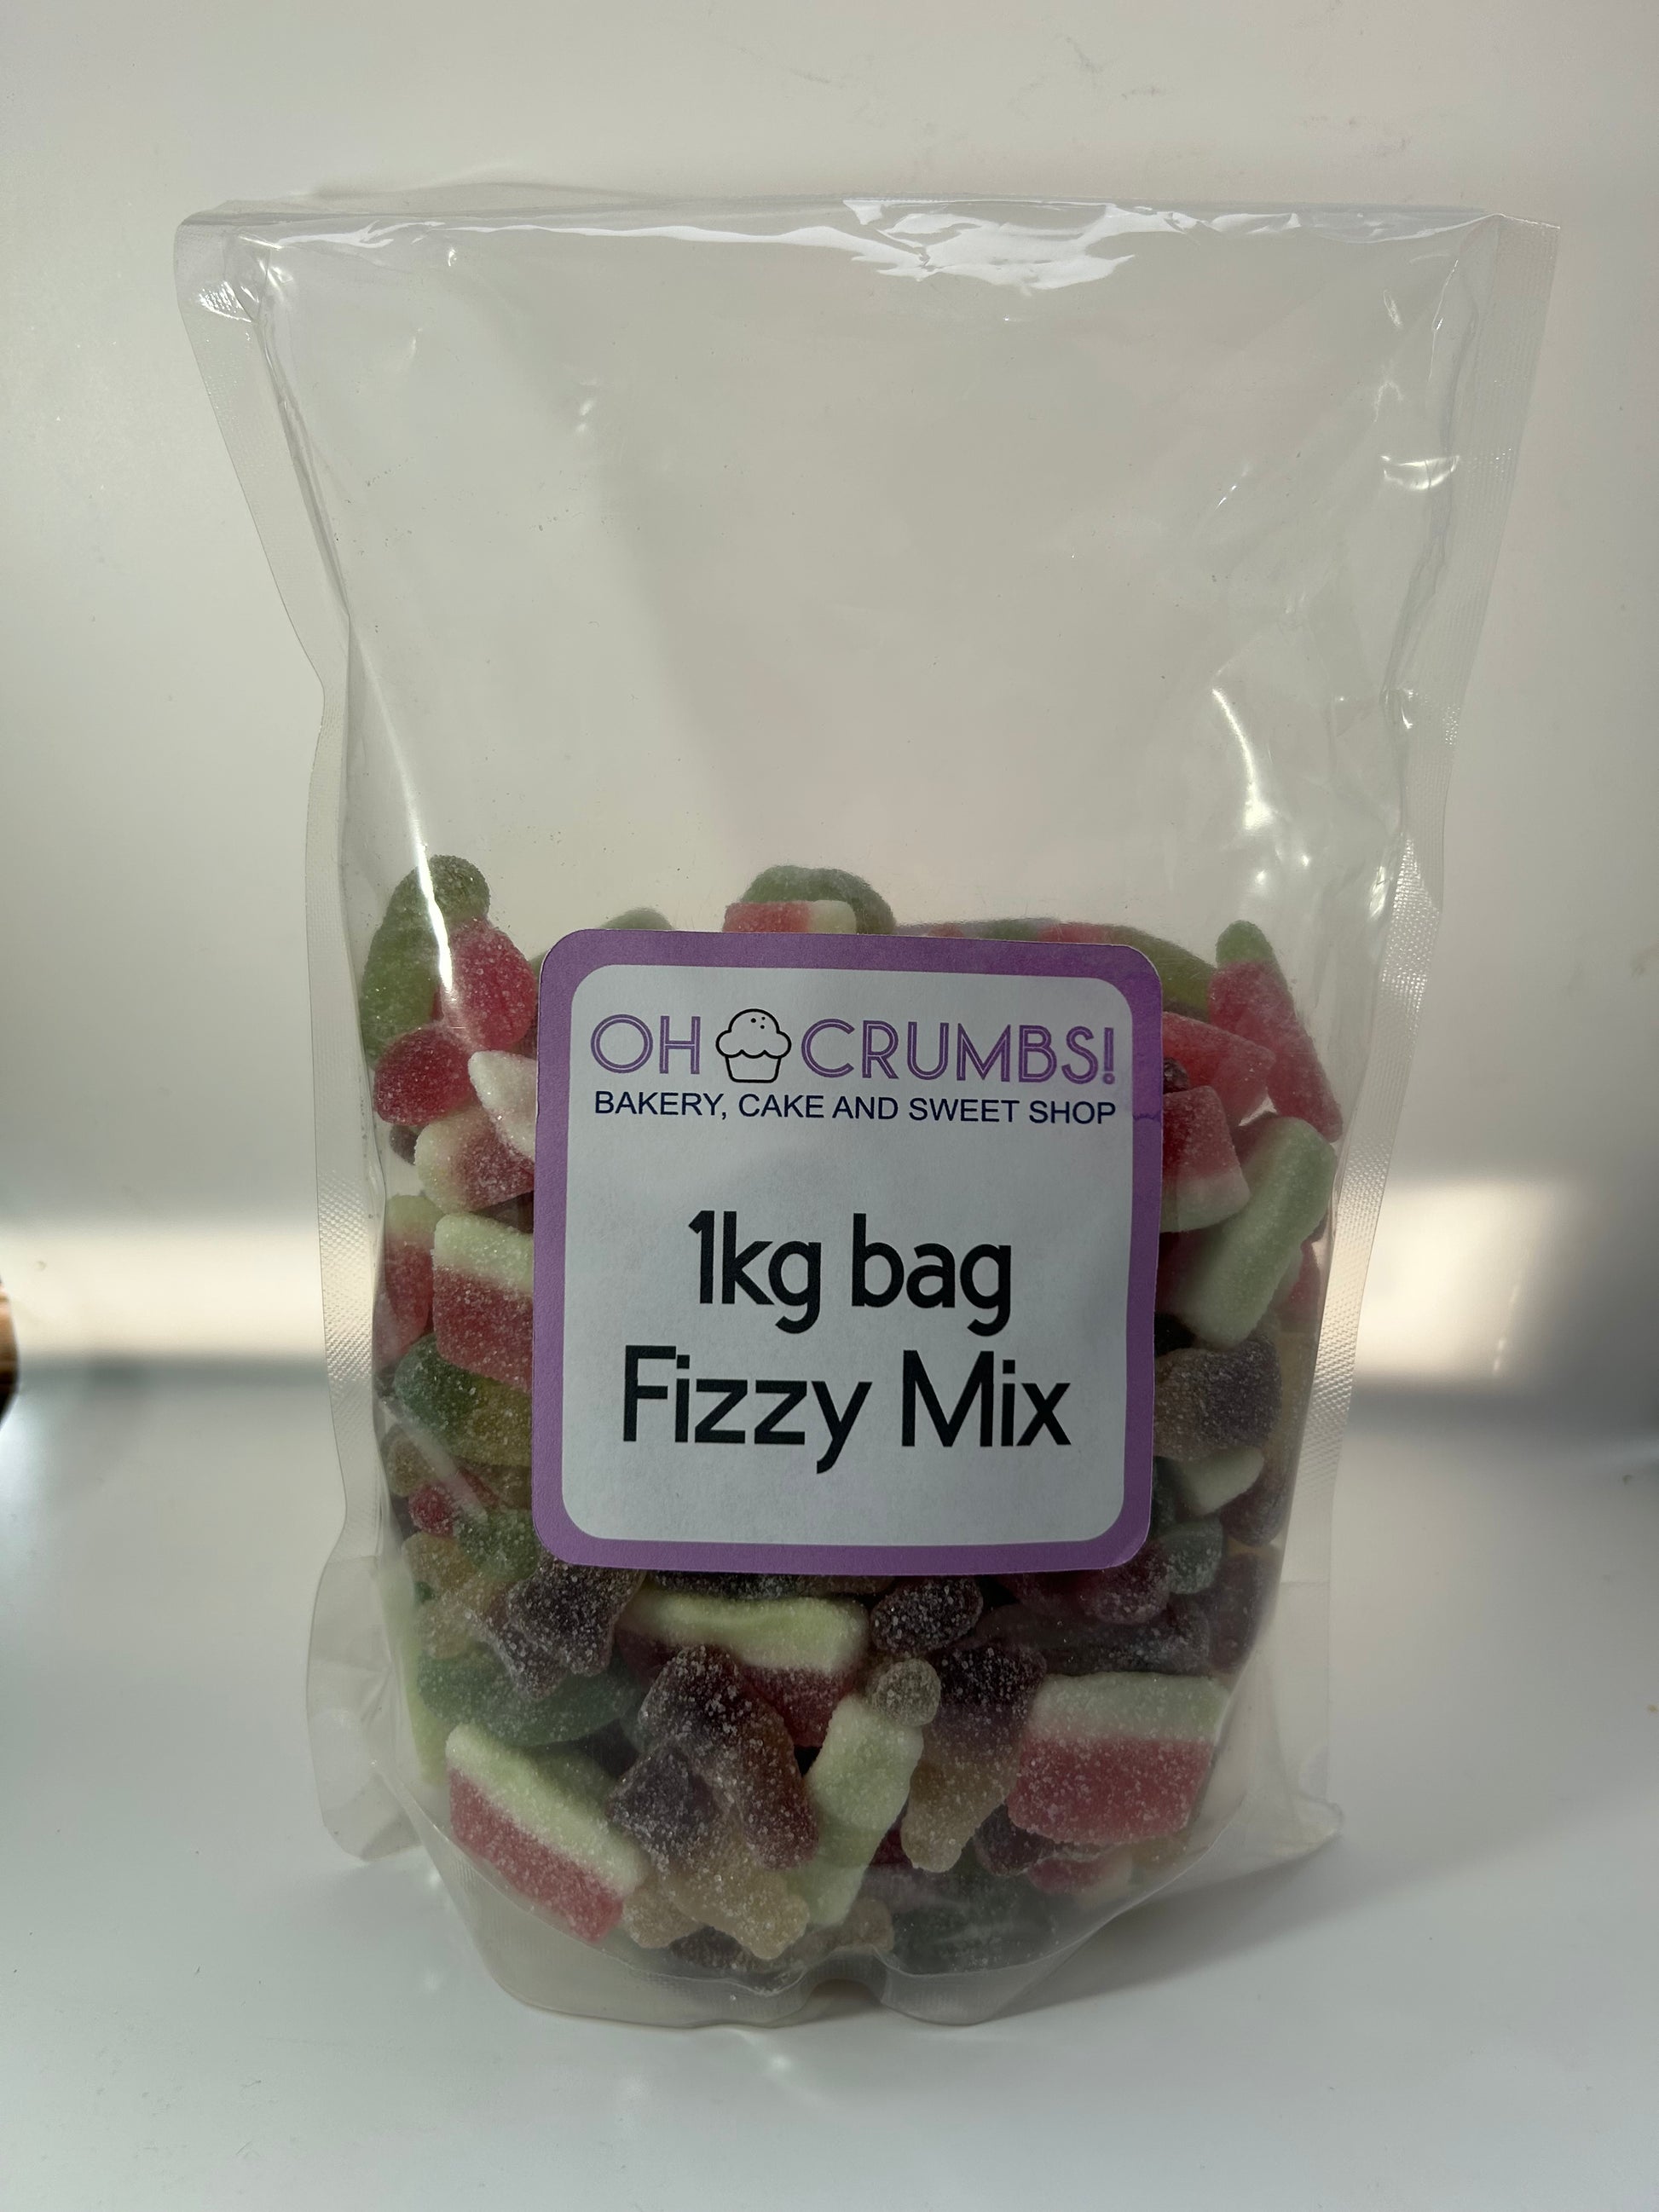 OH CRUMBS!
BAKERY, CAKE AND SWEET SHOP
1kg bag
Fizzy Mix